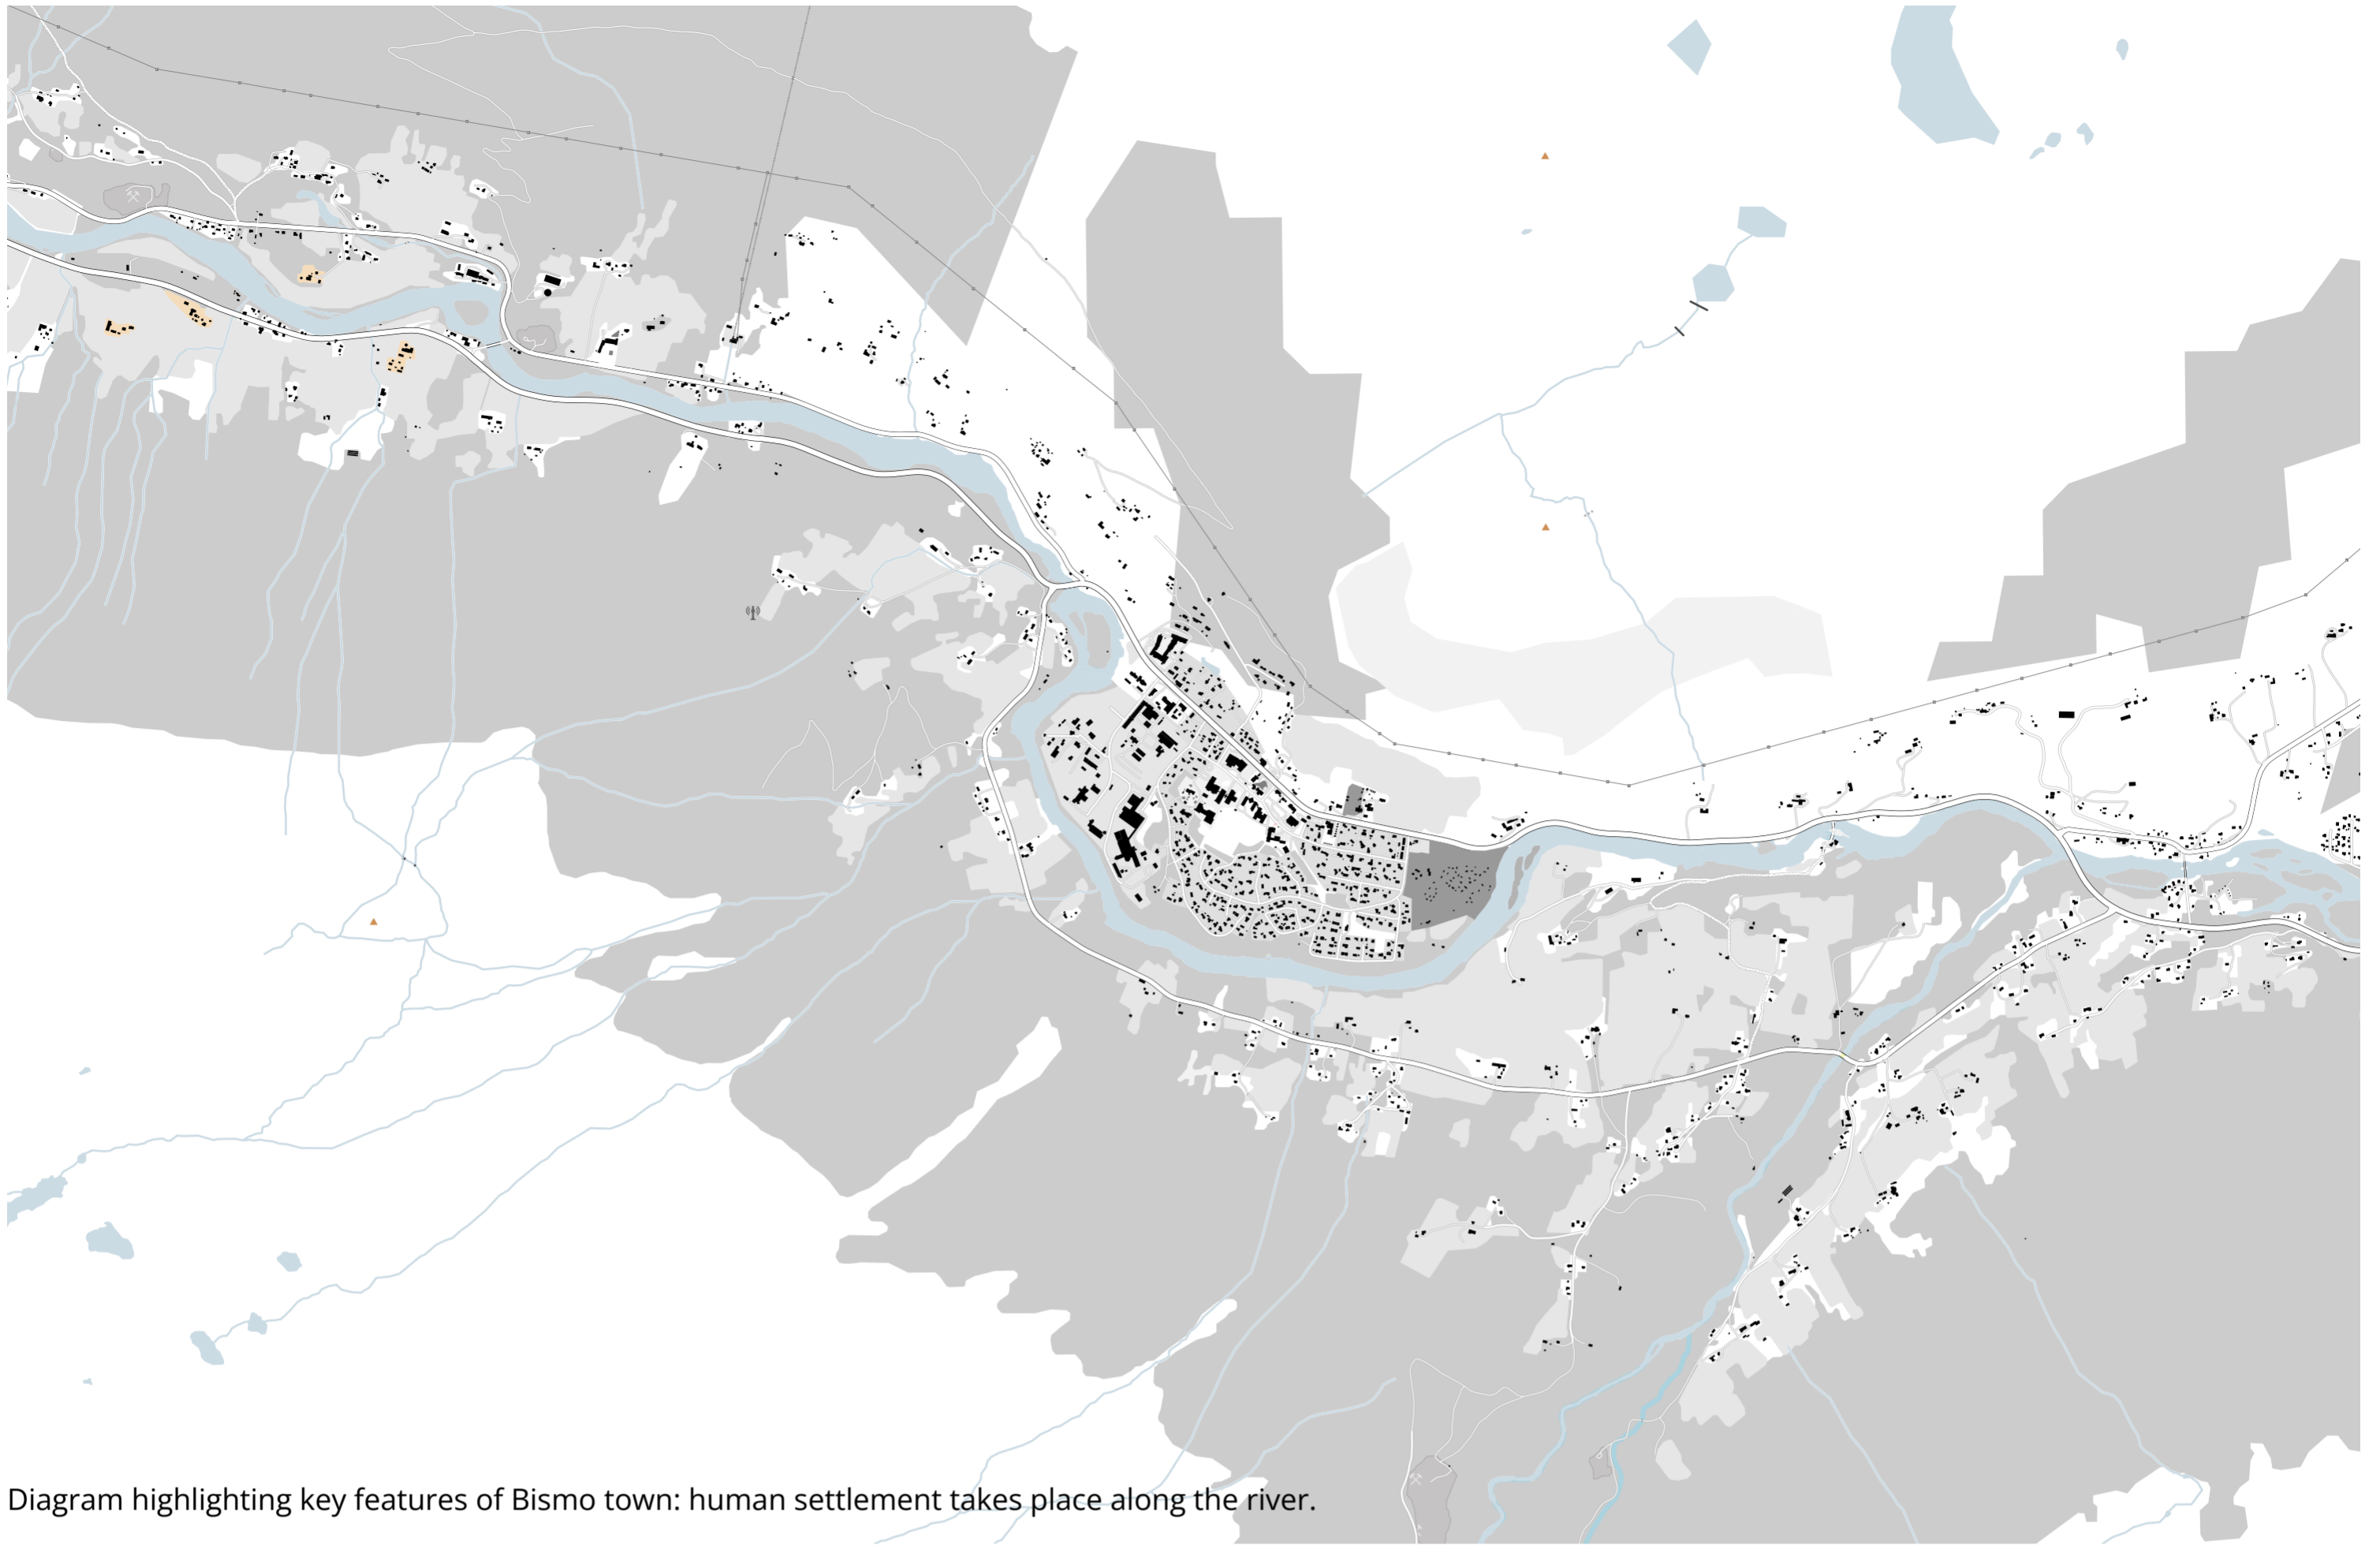 Diagram highlighting key features of Bismo town: human settlement takes place along the river.